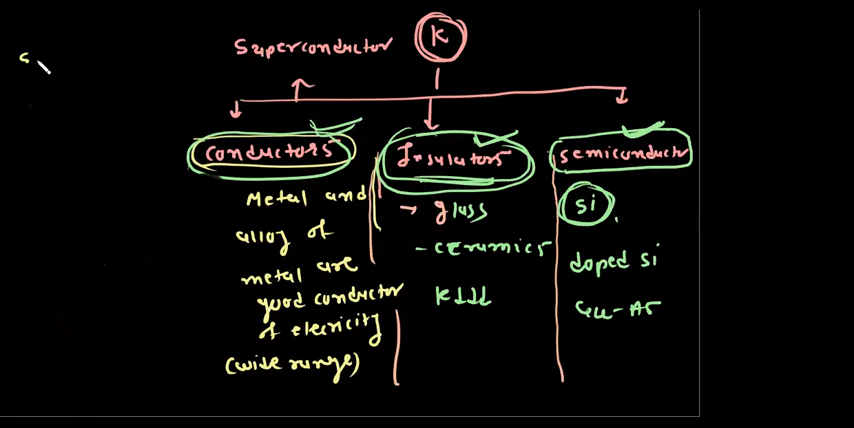 Superconductor K
conductors
Insulators
semiconductor
Metal and
alloy of
metal are
good conductor
of electricity
(wide range)
→ glass
- ceramics
K↓↓↓
Si
doped si